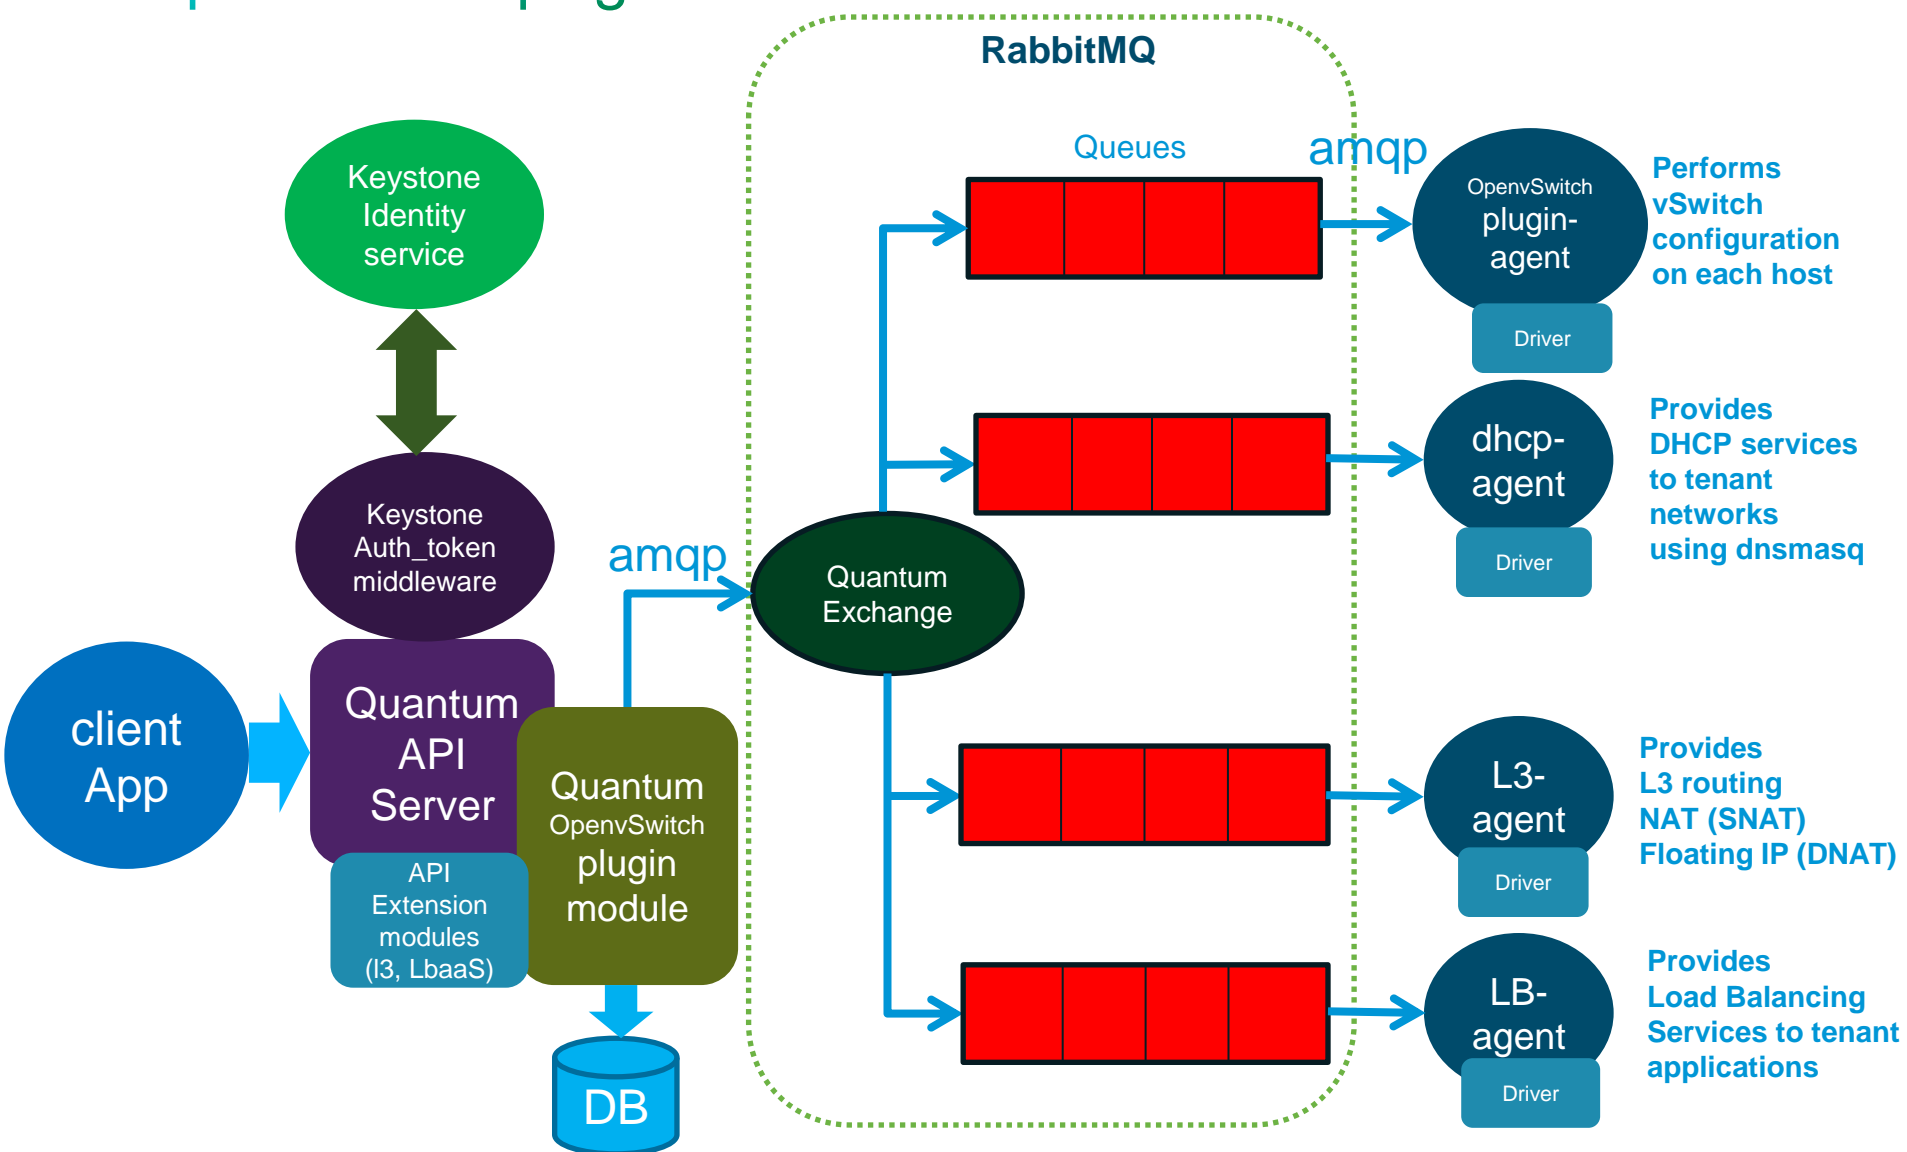 RabbitMQ
Queues
amqp
Keystone
Identity
service
OpenvSwitch
plugin-
agent
Driver
Performs
vSwitch
configuration
on each host
dhcp-
agent
Driver
Provides
DHCP services
to tenant
networks
using dnsmasq
Keystone
Auth_token
middleware
amqp
Quantum
Exchange
client
App
Quantum
API
Server
Quantum
OpenvSwitch
plugin
module
API
Extension
modules
(l3, LbaaS)
DB
L3-
agent
Driver
Provides
L3 routing
NAT (SNAT)
Floating IP (DNAT)
LB-
agent
Driver
Provides
Load Balancing
Services to tenant
applications